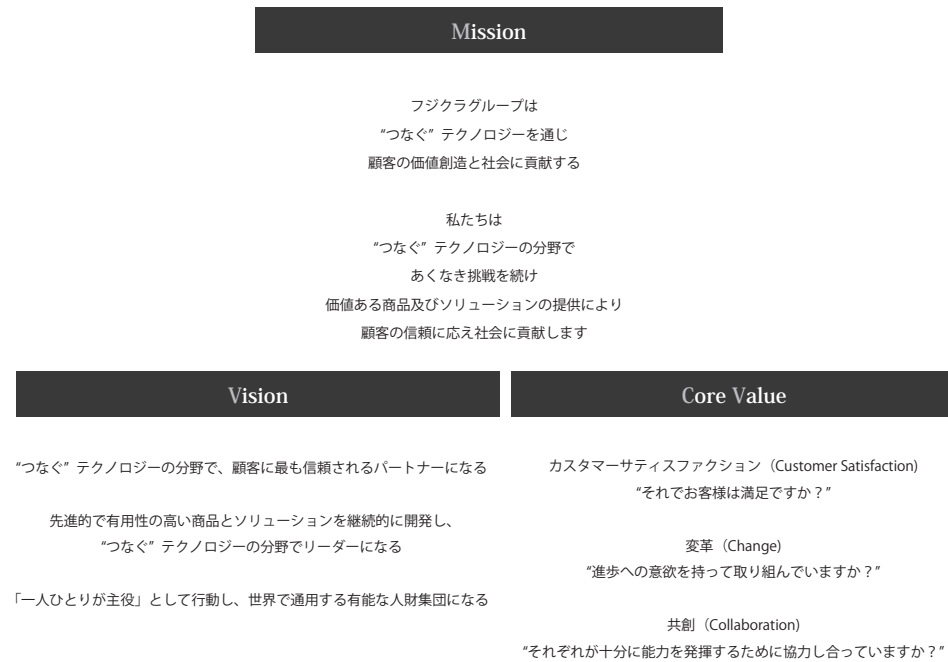 Mission
フジクラグループは
“つなぐ”テクノロジーを通じ
顧客の価値創造と社会に貢献する
私たちは
“つなぐ”テクノロジーの分野で
あくなき挑戦を続け
価値ある商品及びソリューションの提供により
顧客の信頼に応え社会に貢献します
Vision
“つなぐ”テクノロジーの分野で、顧客に最も信頼されるパートナーになる
先進的で有用性の高い商品とソリューションを継続的に開発し、
“つなぐ”テクノロジーの分野でリーダーになる
「一人ひとりが主役」として行動し、世界で通用する有能な人財集団になる
Core Value
カスタマーサティスファクション（Customer Satisfaction)
“それでお客様は満足ですか？”
変革（Change)
“進歩への意欲を持って取り組んでいますか？”
共創（Collaboration)
“それぞれが十分に能力を発揮するために協力し合っていますか？”